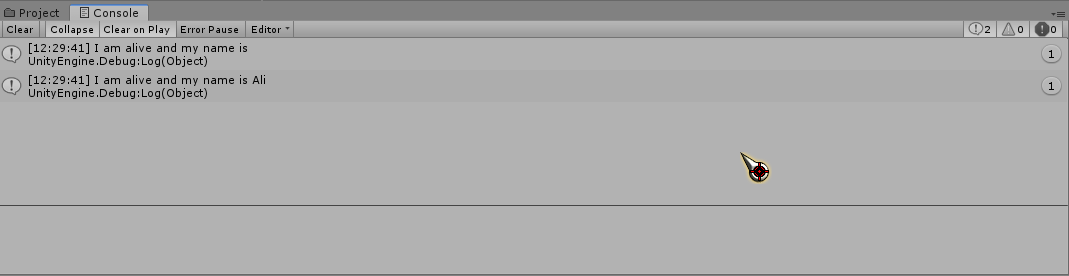 Project Console
Clear Collapse Clear on Play Error Pause Editor 2 0 0
[12:29:41] I am alive and my name is
UnityEngine.Debug:Log(Object)
1
[12:29:41] I am alive and my name is Ali
UnityEngine.Debug:Log(Object)
1